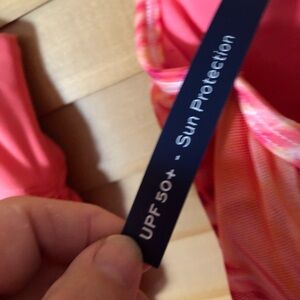 UPF 50+ - Sun Protection